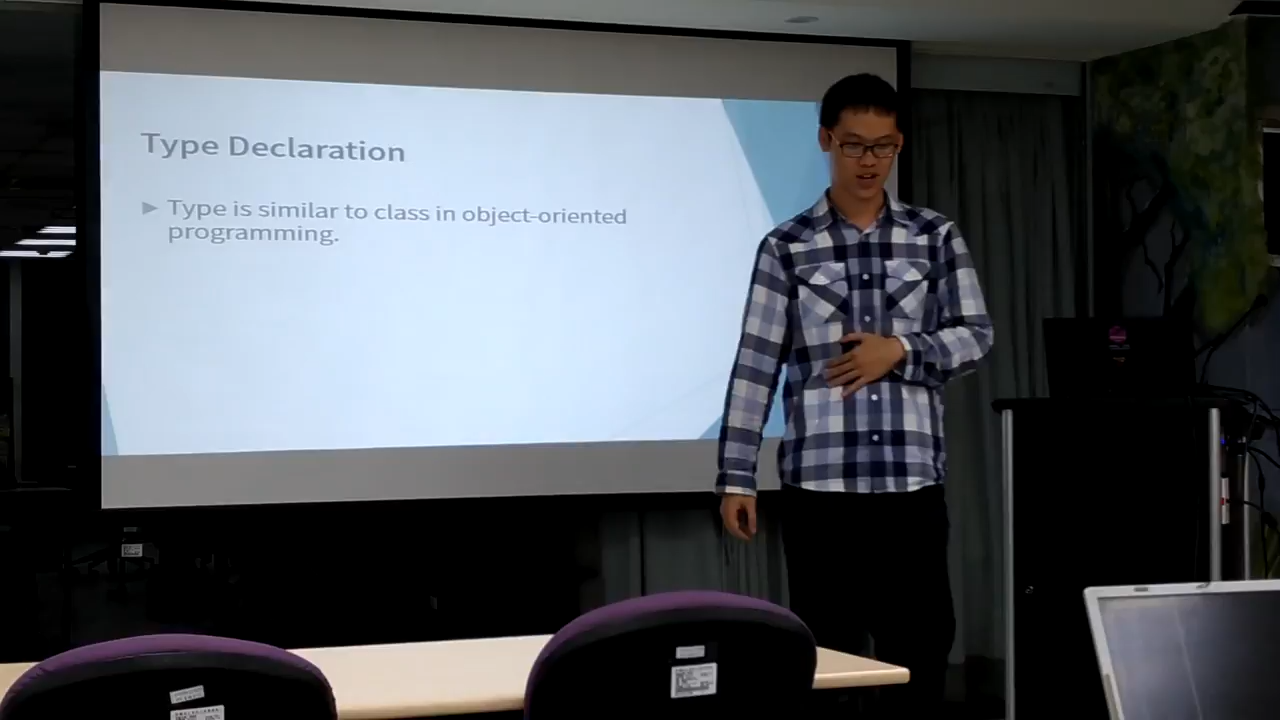 Type Declaration
Type is similar to class in object-oriented
programming.